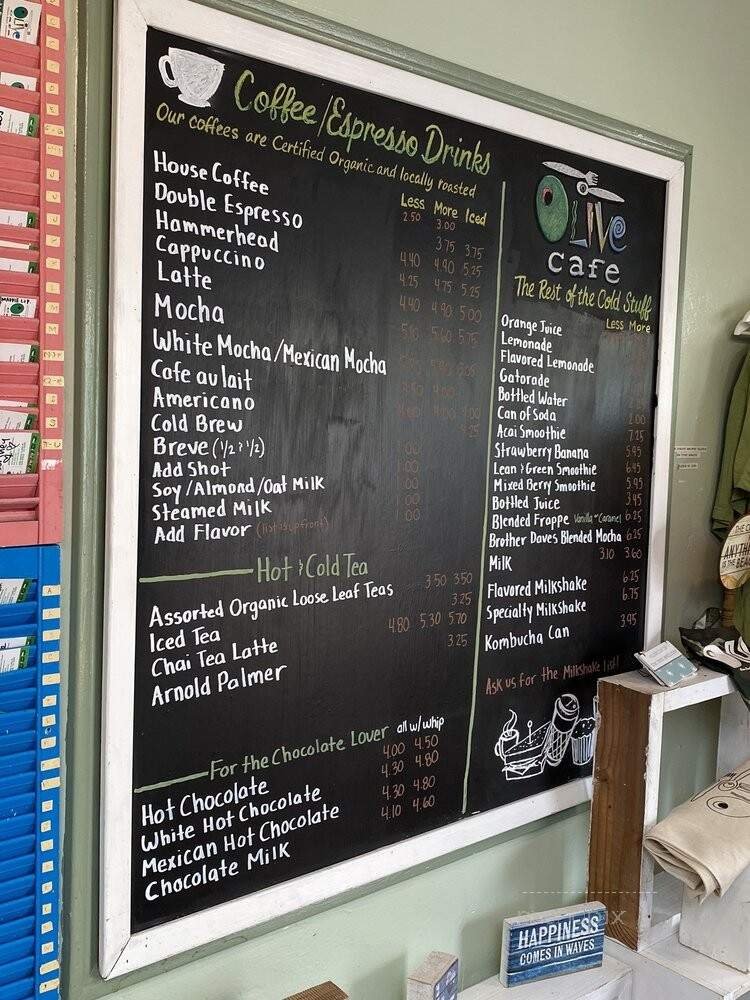 Coffee/Espresso Drinks
Our coffees are Certified Organic and locally roasted
Less More Iced
House Coffee 2.50 3.00
Double Espresso
Hammerhead 3.75 3.75
Cappuccino 4.40 4.90 5.25
Latte 4.25 4.75 5.25
Mocha 4.40 4.90 5.00
White Mocha/Mexican Mocha
Cafe au lait
Americano
Cold Brew
Breve (1/2 & 1/2)
Add Shot 1.00
Soy/Almond/Oat Milk 1.00
Steamed Milk 1.00
Add Flavor (list is up front) 1.00
Hot & Cold Tea
Assorted Organic Loose Leaf Teas 3.50 3.50
Iced Tea 3.25
Chai Tea Latte 4.80 5.30 5.70
Arnold Palmer 3.25
For the Chocolate Lover all w/ whip
Hot Chocolate 4.00 4.50
White Hot Chocolate 4.30 4.80
Mexican Hot Chocolate 4.30 4.80
Chocolate Milk 4.10 4.60
OLIVE
cafe
The Rest of the Cold Stuff
Less More
Orange Juice
Lemonade
Flavored Lemonade
Gatorade
Bottled Water
Can of Soda 2.00
Acai Smoothie 7.25
Strawberry Banana 5.95
Lean & Green Smoothie 6.45
Mixed Berry Smoothie 5.95
Bottled Juice 3.45
Blended Frappe Vanilla or Caramel 6.25
Brother Daves Blended Mocha 6.25
Milk 3.10 3.60
Flavored Milkshake 6.25
Specialty Milkshake 6.75
Kombucha Can 3.95
Ask us for the Milkshake list!
HAPPINESS
COMES IN WAVES